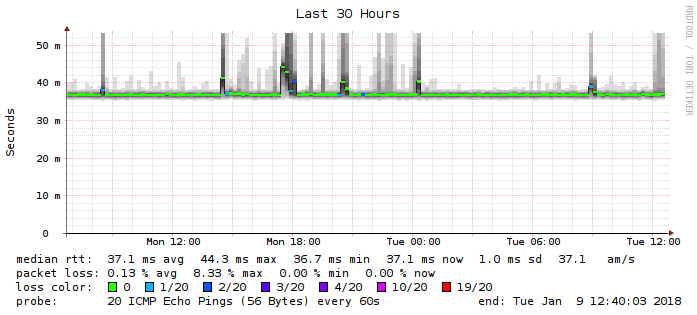 Last 30 Hours
RRDTOOL / TOBI OETIKER
Seconds
50 m
40 m
30 m
20 m
10 m
0
Mon 12:00 Mon 18:00 Tue 00:00 Tue 06:00 Tue 12:00
median rtt: 37.1 ms avg 44.3 ms max 36.7 ms min 37.1 ms now 1.0 ms sd 37.1 am/s
packet loss: 0.13 % avg 8.33 % max 0.00 % min 0.00 % now
loss color: 0 1/20 2/20 3/20 4/20 10/20 19/20
probe: 20 ICMP Echo Pings (56 Bytes) every 60s end: Tue Jan 9 12:40:03 2018